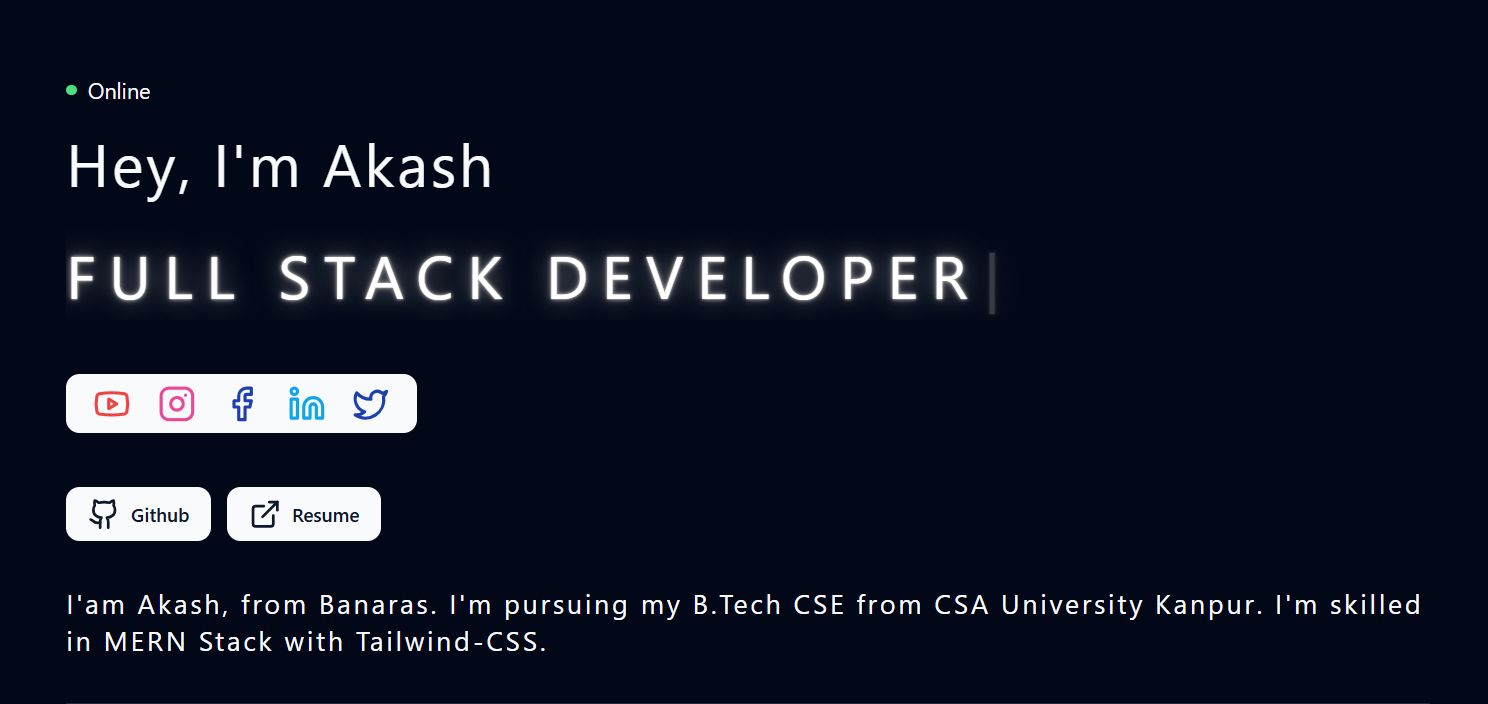 Online
Hey, I'm Akash
FULL STACK DEVELOPER
Github
Resume
I'am Akash, from Banaras. I'm pursuing my B.Tech CSE from CSA University Kanpur. I'm skilled
in MERN Stack with Tailwind-CSS.